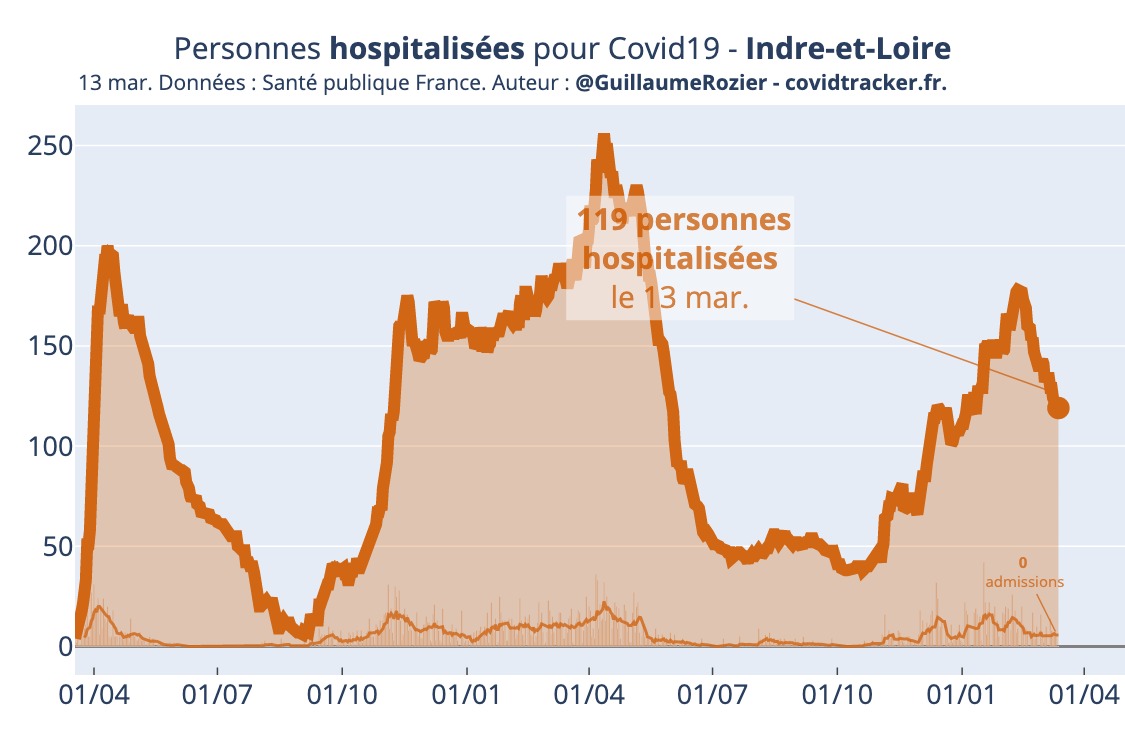 Personnes hospitalisées pour Covid19 - Indre-et-Loire
13 mar. Données : Santé publique France. Auteur : @GuillaumeRozier - covidtracker.fr.
250
200
150
100
50
0
119 personnes
hospitalisées
le 13 mar.
0
admissions
01/04 01/07 01/10 01/01 01/04 01/07 01/10 01/01 01/04